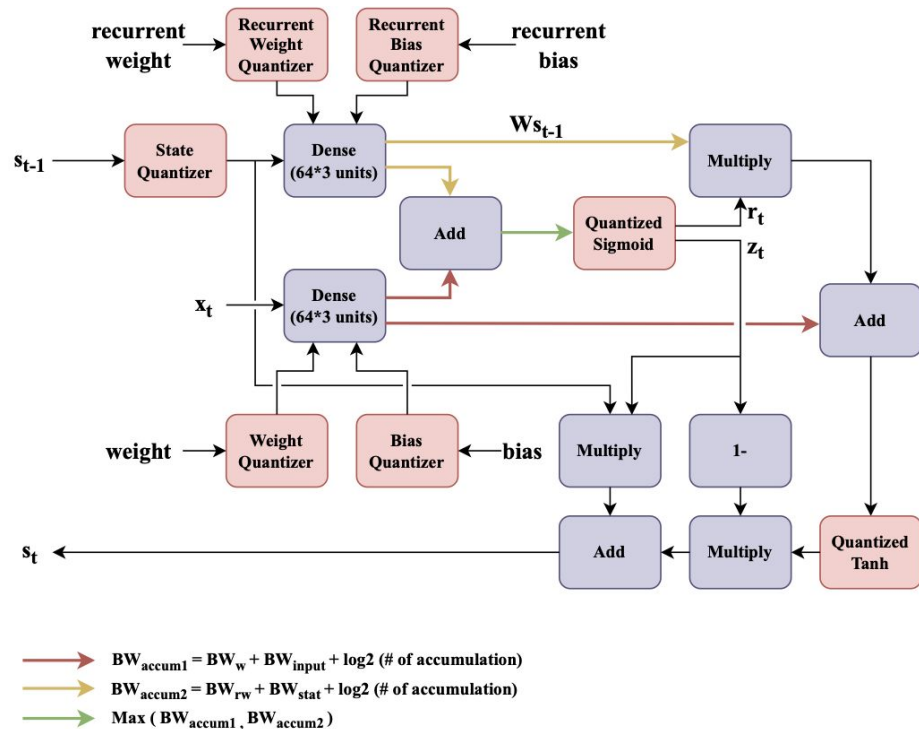 recurrent
weight
Recurrent
Weight
Quantizer
Recurrent
Bias
Quantizer
recurrent
bias
s_{t-1}
State
Quantizer
Dense
(64*3 units)
Ws_{t-1}
Multiply
Add
Quantized
Sigmoid
r_t
z_t
x_t
Dense
(64*3 units)
Add
weight
Weight
Quantizer
Bias
Quantizer
bias
Multiply
1-
s_t
Add
Multiply
Quantized
Tanh
BW_{accum1} = BW_w + BW_{input} + log2 (# of accumulation)
BW_{accum2} = BW_{rw} + BW_{stat} + log2 (# of accumulation)
Max ( BW_{accum1} , BW_{accum2} )